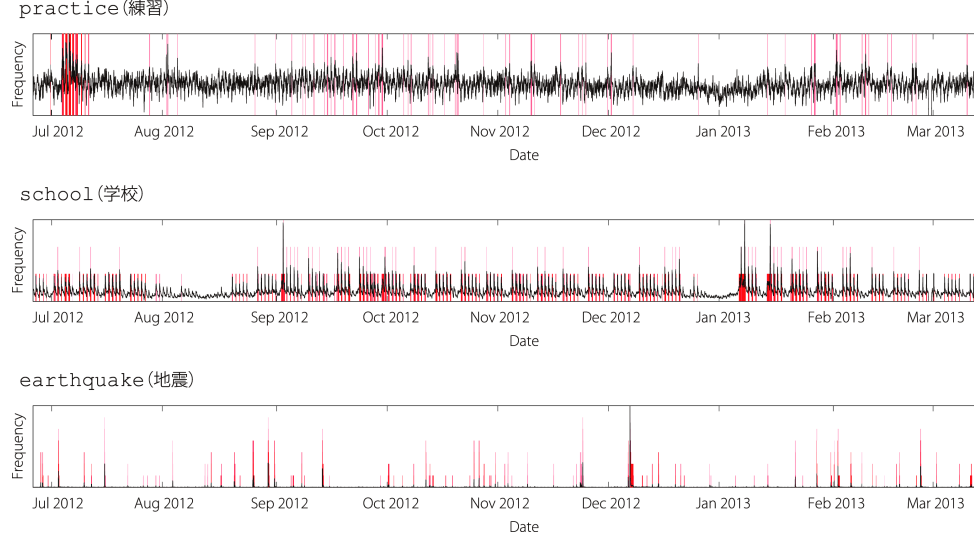 practice(練習)
Frequency
Jul 2012 Aug 2012 Sep 2012 Oct 2012 Nov 2012 Dec 2012 Jan 2013 Feb 2013 Mar 2013
Date
school(学校)
Frequency
Jul 2012 Aug 2012 Sep 2012 Oct 2012 Nov 2012 Dec 2012 Jan 2013 Feb 2013 Mar 2013
Date
earthquake(地震)
Frequency
Jul 2012 Aug 2012 Sep 2012 Oct 2012 Nov 2012 Dec 2012 Jan 2013 Feb 2013 Mar 2013
Date